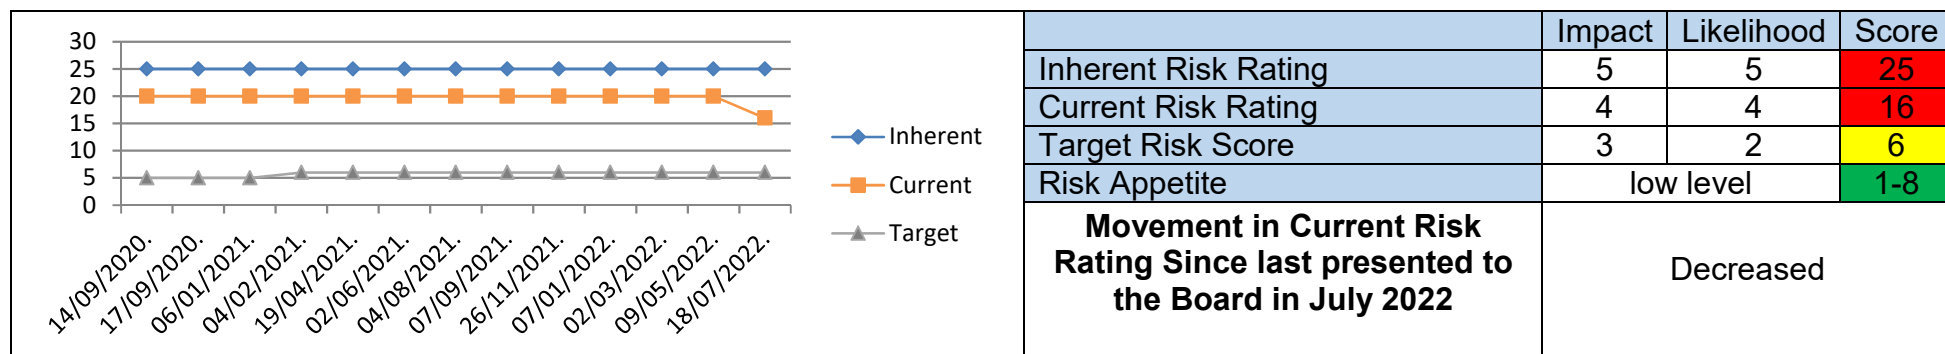 30
25
20
15
10
5
0
14/09/2020.
17/09/2020.
06/01/2021.
04/02/2021.
19/04/2021.
02/06/2021.
04/08/2021.
07/09/2021.
26/11/2021.
07/01/2022.
02/03/2022.
09/05/2022.
18/07/2022.
Inherent
Current
Target
Impact Likelihood Score
Inherent Risk Rating 5 5 25
Current Risk Rating 4 4 16
Target Risk Score 3 2 6
Risk Appetite low level 1-8
Movement in Current Risk
Rating Since last presented to
the Board in July 2022
Decreased